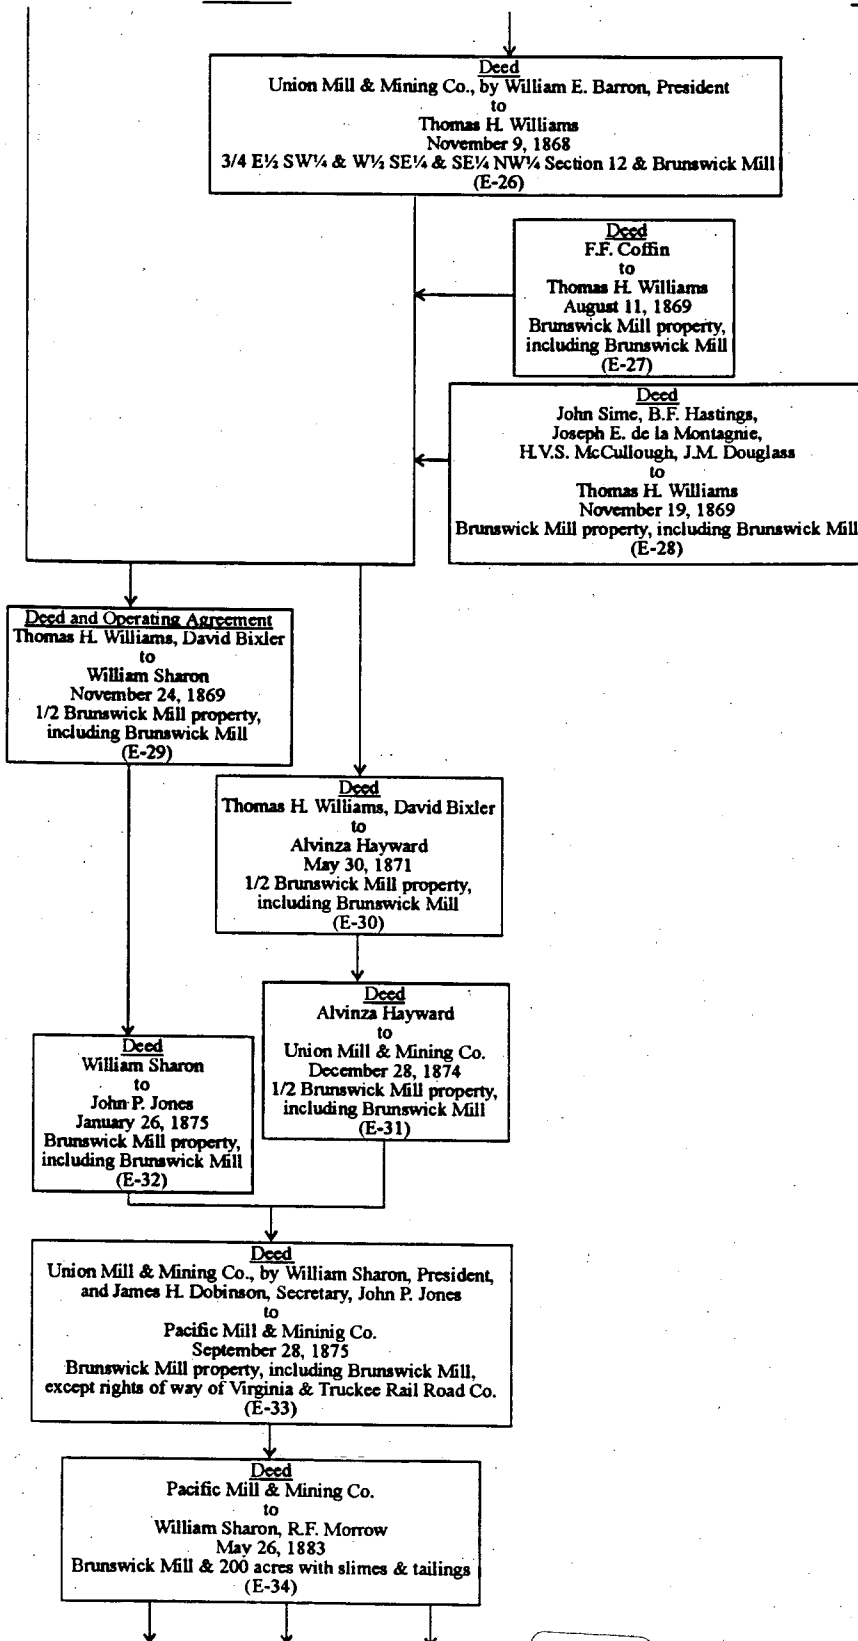 Deed
Union Mill & Mining Co., by William E. Barron, President
to
Thomas H. Williams
November 9, 1868
3/4 E½ SW¼ & W½ SE¼ & SE¼ NW¼ Section 12 & Brunswick Mill
(E-26)
Deed
F.F. Coffin
to
Thomas H. Williams
August 11, 1869
Brunswick Mill property,
including Brunswick Mill
(E-27)
Deed
John Sime, B.F. Hastings,
Joseph E. de la Montagnie,
H.V.S. McCullough, J.M. Douglass
to
Thomas H. Williams
November 19, 1869
Brunswick Mill property, including Brunswick Mill
(E-28)
Deed and Operating Agreement
Thomas H. Williams, David Bixler
to
William Sharon
November 24, 1869
1/2 Brunswick Mill property,
including Brunswick Mill
(E-29)
Deed
Thomas H. Williams, David Bixler
to
Alvinza Hayward
May 30, 1871
1/2 Brunswick Mill property,
including Brunswick Mill
(E-30)
Deed
Alvinza Hayward
to
Union Mill & Mining Co.
December 28, 1874
1/2 Brunswick Mill property,
including Brunswick Mill
(E-31)
Deed
William Sharon
to
John P. Jones
January 26, 1875
Brunswick Mill property,
including Brunswick Mill
(E-32)
Deed
Union Mill & Mining Co., by William Sharon, President,
and James H. Dobinson, Secretary, John P. Jones
to
Pacific Mill & Mininig Co.
September 28, 1875
Brunswick Mill property, including Brunswick Mill,
except rights of way of Virginia & Truckee Rail Road Co.
(E-33)
Deed
Pacific Mill & Mining Co.
to
William Sharon, R.F. Morrow
May 26, 1883
Brunswick Mill & 200 acres with slimes & tailings
(E-34)